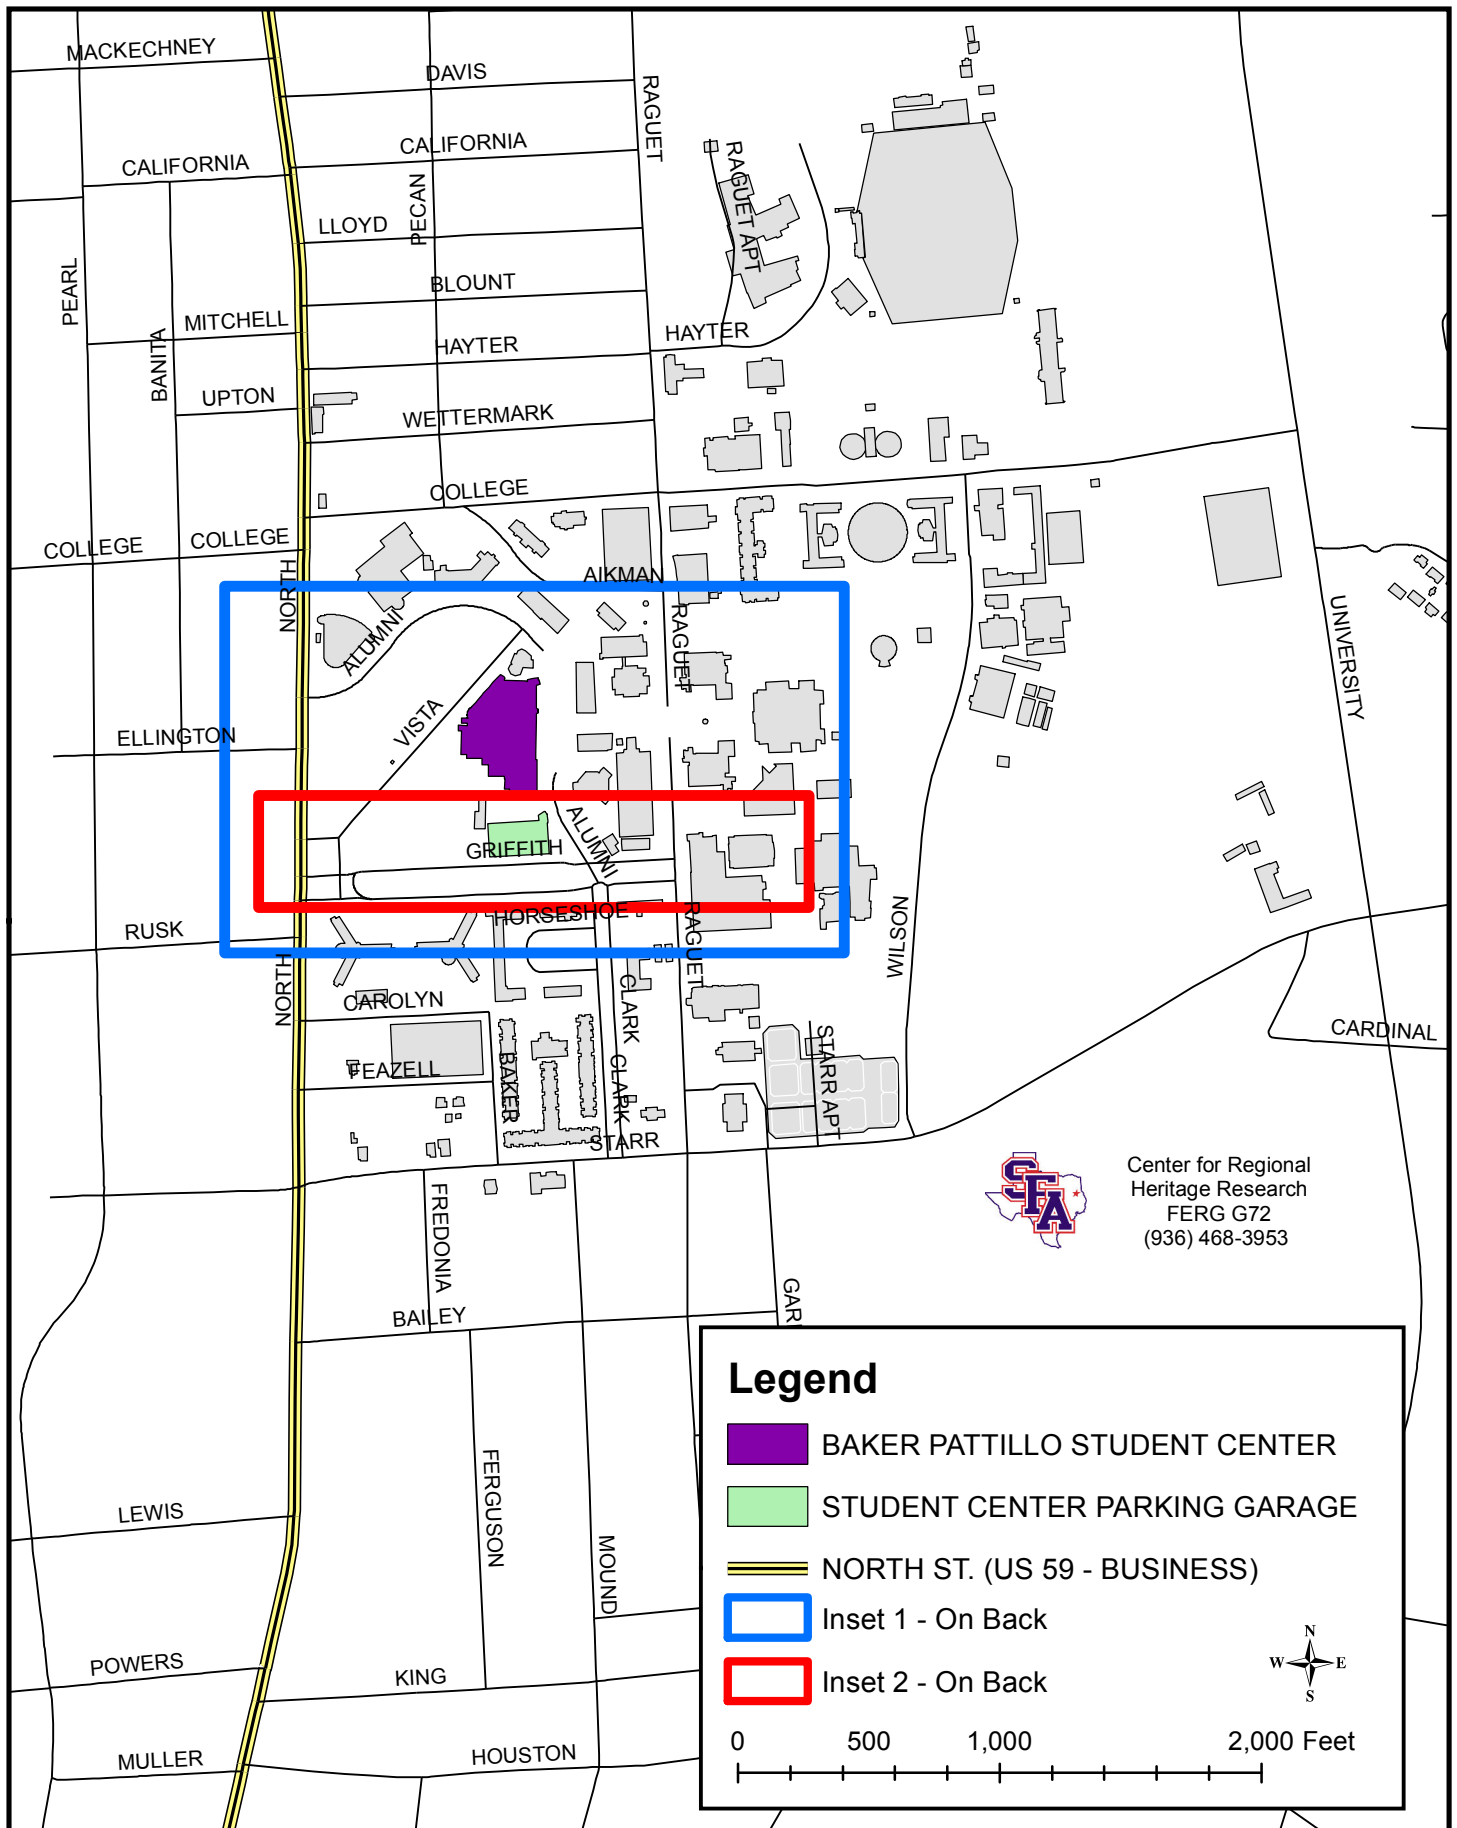 MACKECHNEY
DAVIS
RAGUET
CALIFORNIA
CALIFORNIA
RAGUET APT
PECAN
LLOYD
PEARL
BLOUNT
MITCHELL
HAYTER
HAYTER
BANITA
UPTON
WETTERMARK
COLLEGE
COLLEGE
COLLEGE
NORTH
AIKMAN
ALUMNI
RAGUET
UNIVERSITY
VISTA
ELLINGTON
ALUMNI
GRIFFITH
HORSESHOE
RAGUET
WILSON
RUSK
NORTH
CAROLYN
CLARK
CARDINAL
FEAZELL
BAKER
CLARK
STARR APT
STARR
SFA
Center for Regional
Heritage Research
FERG G72
(936) 468-3953
FREDONIA
BAILEY
FERGUSON
LEWIS
MOUND
POWERS
KING
MULLER
HOUSTON
Legend
BAKER PATTILLO STUDENT CENTER
STUDENT CENTER PARKING GARAGE
NORTH ST. (US 59 - BUSINESS)
Inset 1 - On Back
Inset 2 - On Back
N
W E
S
0 500 1,000 2,000 Feet